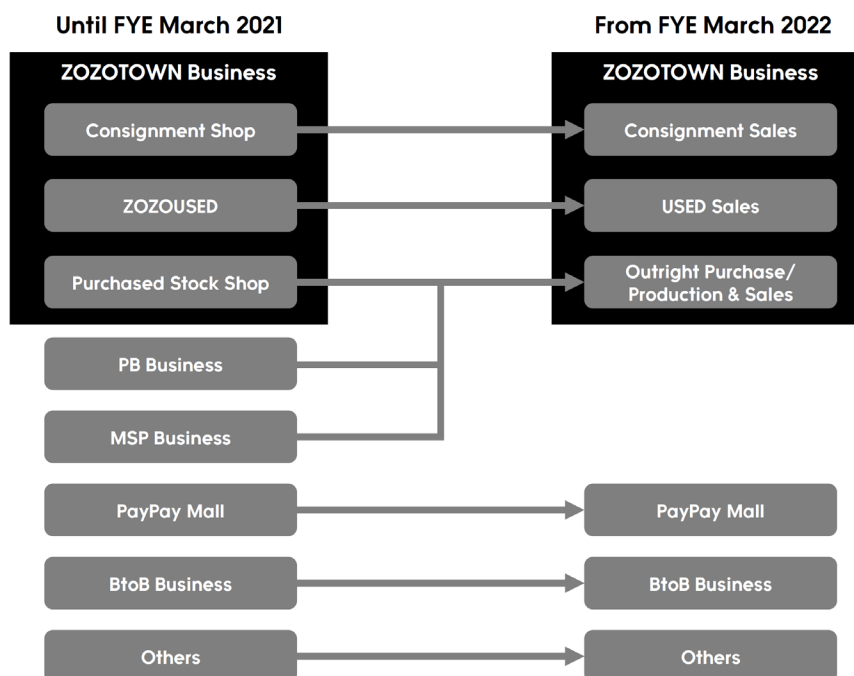 Until FYE March 2021
From FYE March 2022
ZOZOTOWN Business
ZOZOTOWN Business
Consignment Shop
Consignment Sales
ZOZOUSED
USED Sales
Purchased Stock Shop
Outright Purchase/
Production & Sales
PB Business
MSP Business
PayPay Mall
PayPay Mall
BtoB Business
BtoB Business
Others
Others